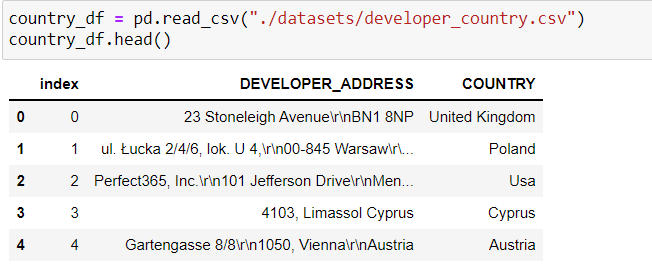 country_df = pd.read_csv("./datasets/developer_country.csv")
country_df.head()
index DEVELOPER_ADDRESS COUNTRY
0 0 23 Stoneleigh Avenue\r\nBN1 8NP United Kingdom
1 1 ul. Łucka 2/4/6, lok. U 4,\r\n00-845 Warsaw\r\... Poland
2 2 Perfect365, Inc.\r\n101 Jefferson Drive\r\nMen... Usa
3 3 4103, Limassol Cyprus Cyprus
4 4 Gartengasse 8/8\r\n1050, Vienna\r\nAustria Austria